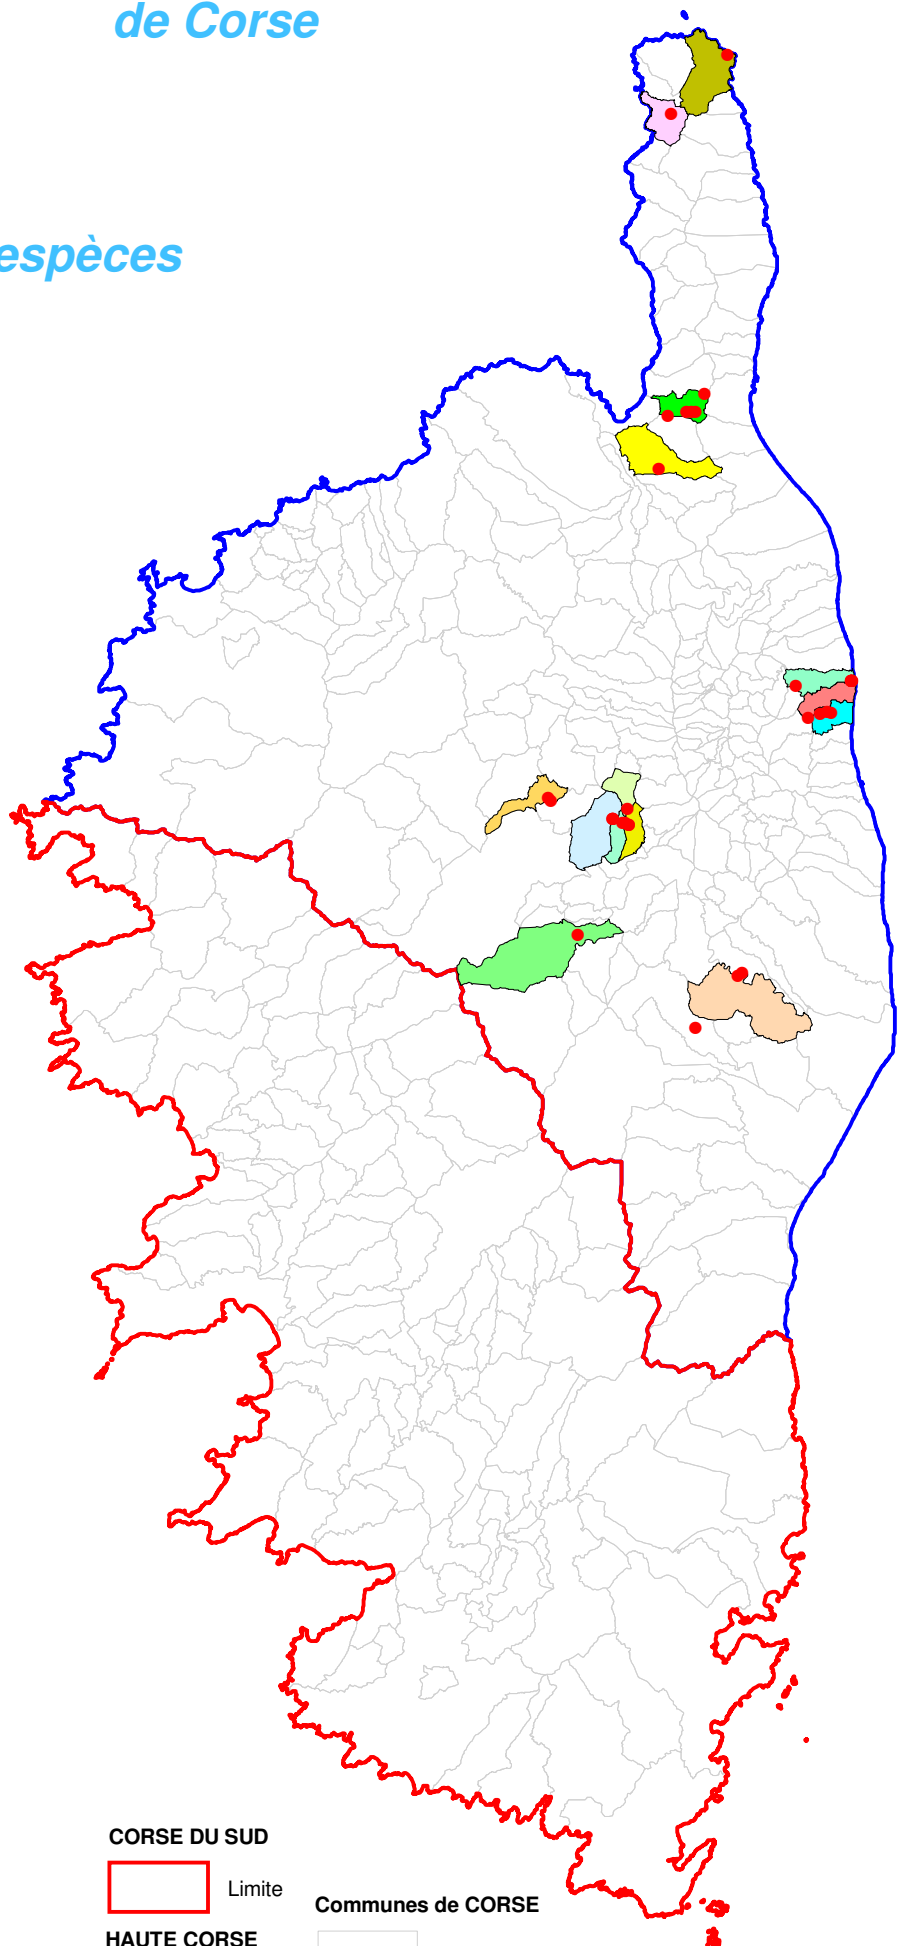 de Corse
espèces
CORSE DU SUD
Limite
Communes de CORSE
HAUTE CORSE